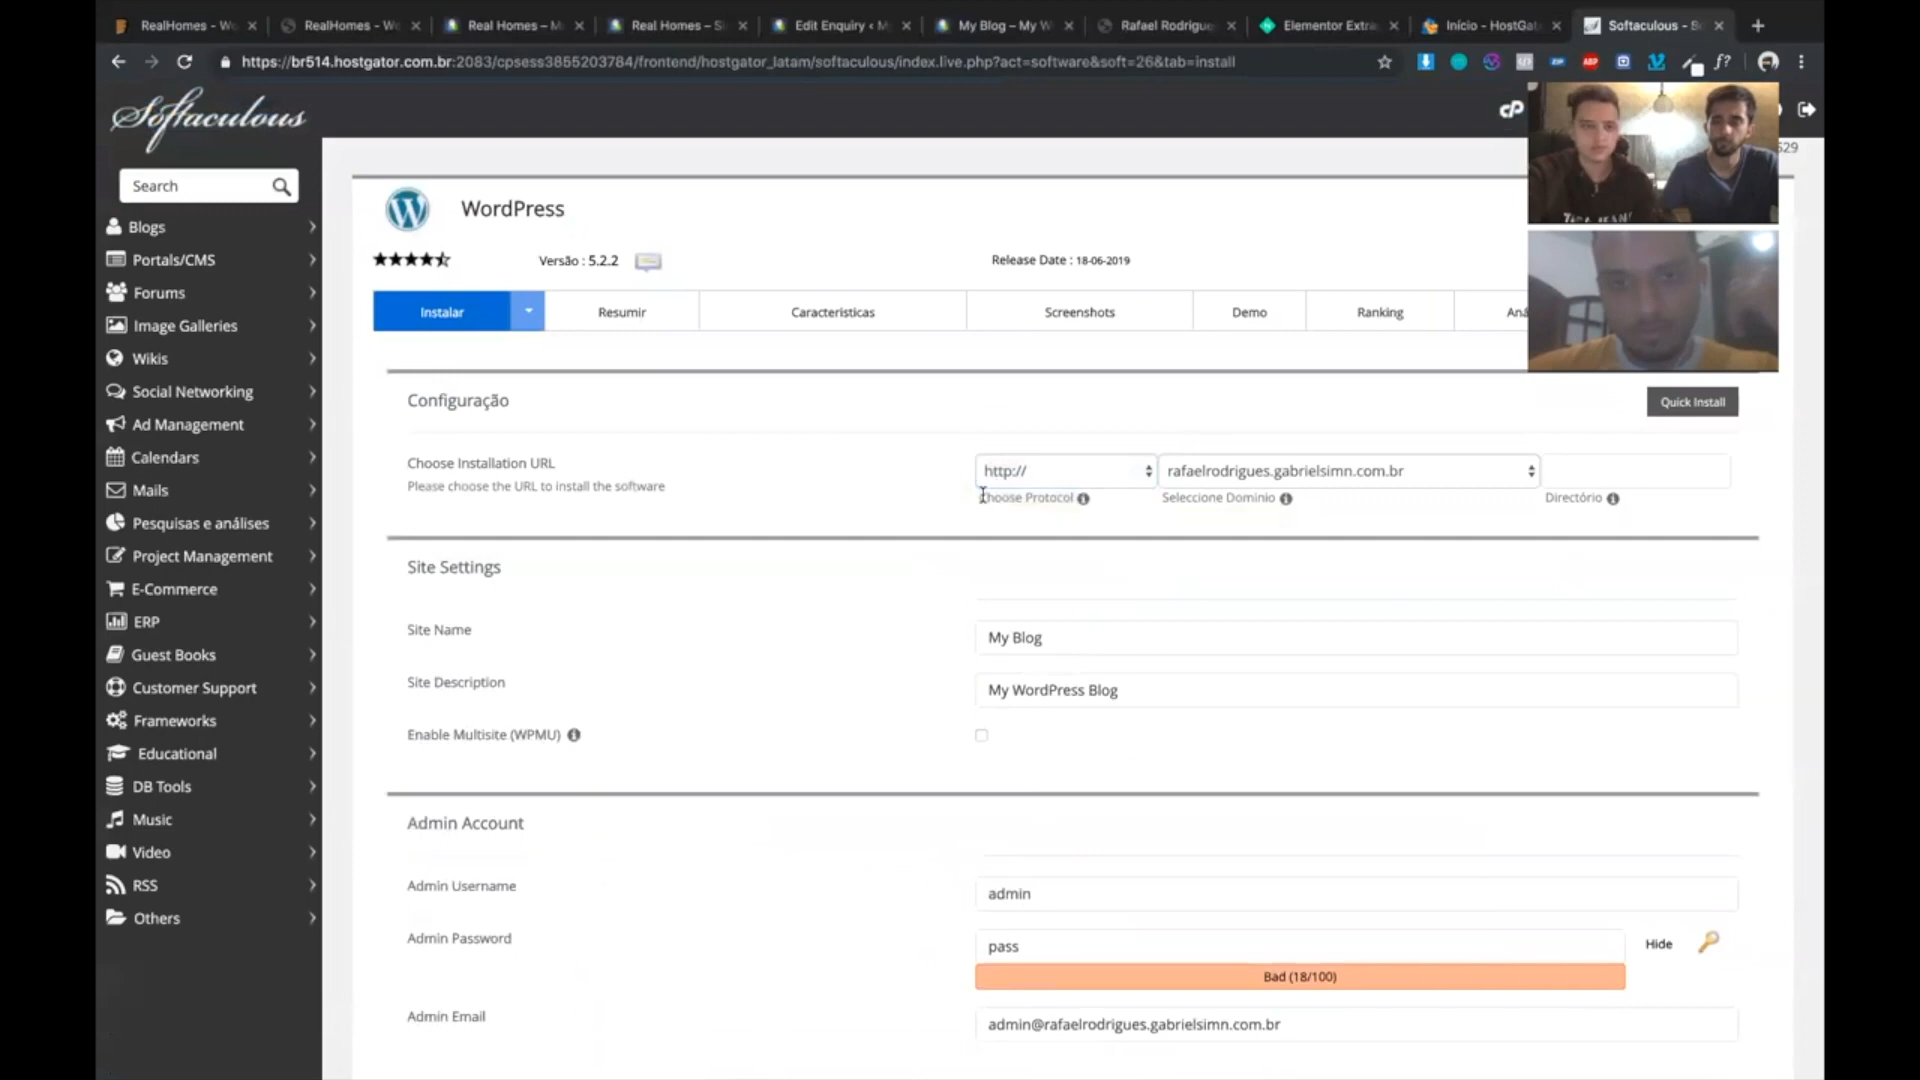 RealHomes - Wo
RealHomes - Wo
Real Homes – M
Real Homes – S
Edit Enquiry < M
My Blog – My W
Rafael Rodrigue
Elementor Extra
Início - HostGat
Softaculous - S
https://br514.hostgator.com.br:2083/cpsess3855203784/frontend/hostgator_latam/softaculous/index.live.php?act=software&soft=26&tab=install
ABP
f?
Softaculous
cP
529
Search
Blogs
Portals/CMS
Forums
Image Galleries
Wikis
Social Networking
Ad Management
Calendars
Mails
Pesquisas e análises
Project Management
E-Commerce
ERP
Guest Books
Customer Support
Frameworks
Educational
DB Tools
Music
Video
RSS
Others
WordPress
Versão : 5.2.2
Release Date : 18-06-2019
Instalar
Resumir
Caracteristicas
Screenshots
Demo
Ranking
Aná
Configuração
Quick Install
Choose Installation URL
Please choose the URL to install the software
http://
rafaelrodrigues.gabrielsimn.com.br
Choose Protocol
Seleccione Dominio
Directório
Site Settings
Site Name
My Blog
Site Description
My WordPress Blog
Enable Multisite (WPMU)
Admin Account
Admin Username
admin
Admin Password
pass
Hide
Bad (18/100)
Admin Email
admin@rafaelrodrigues.gabrielsimn.com.br